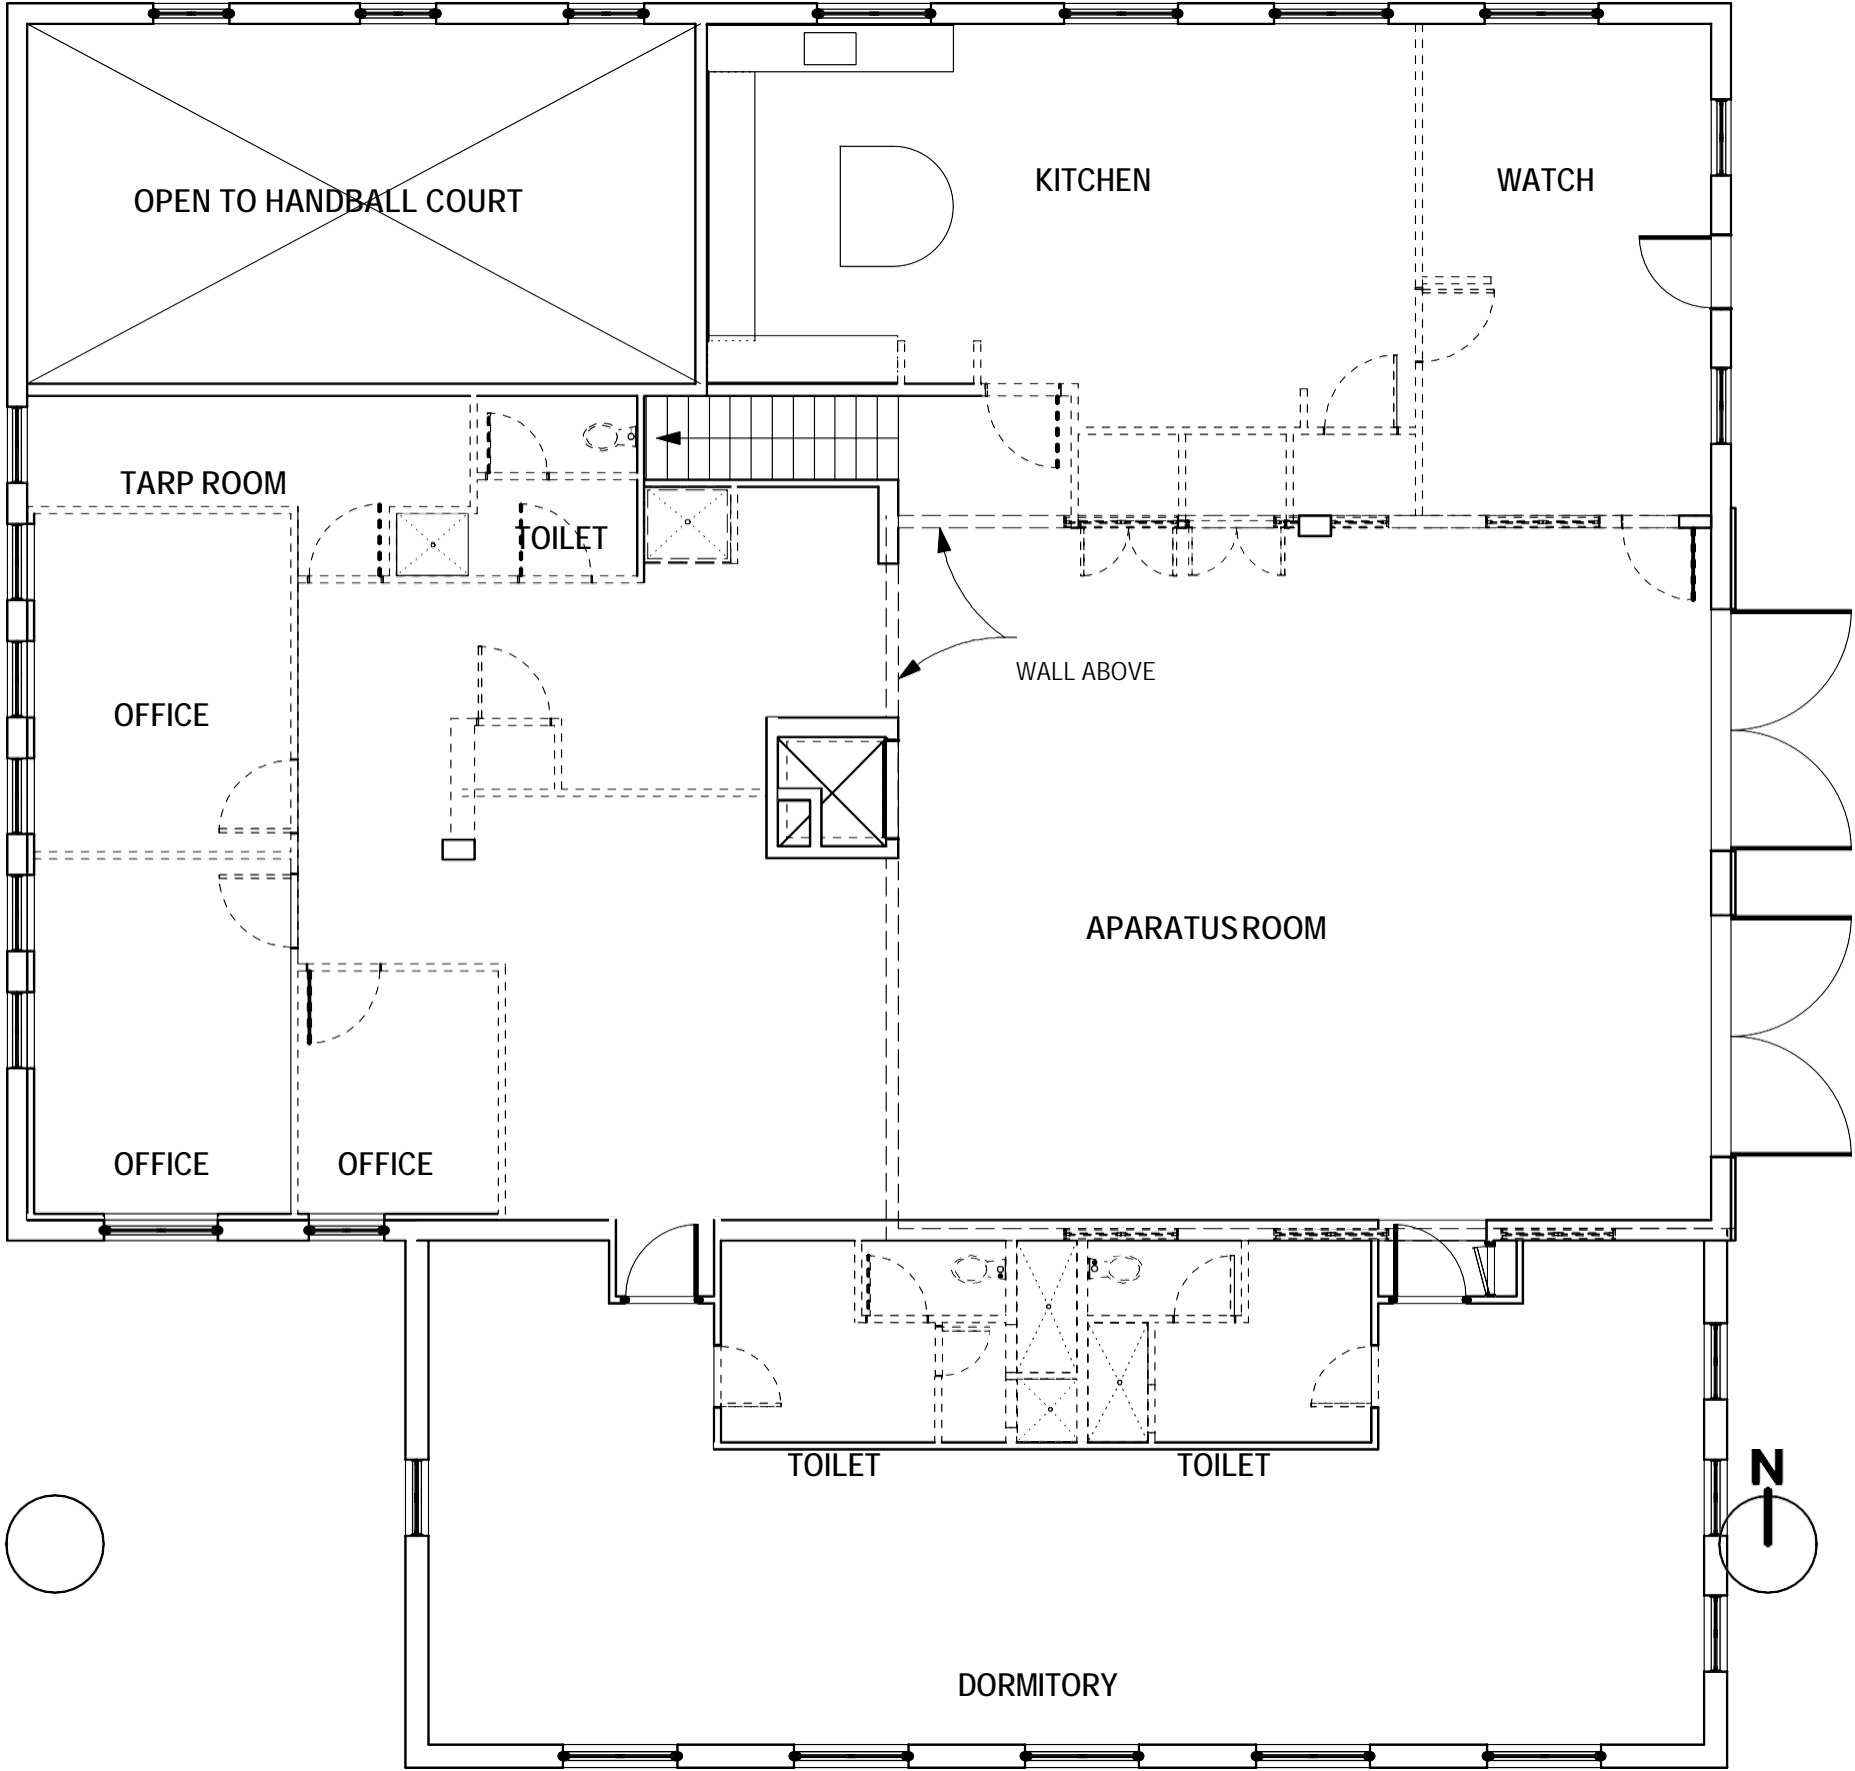 OPEN TO HANDBALL COURT
KITCHEN
WATCH
TARP ROOM
TOILET
WALL ABOVE
OFFICE
APARATUS ROOM
OFFICE
OFFICE
TOILET
TOILET
N
DORMITORY